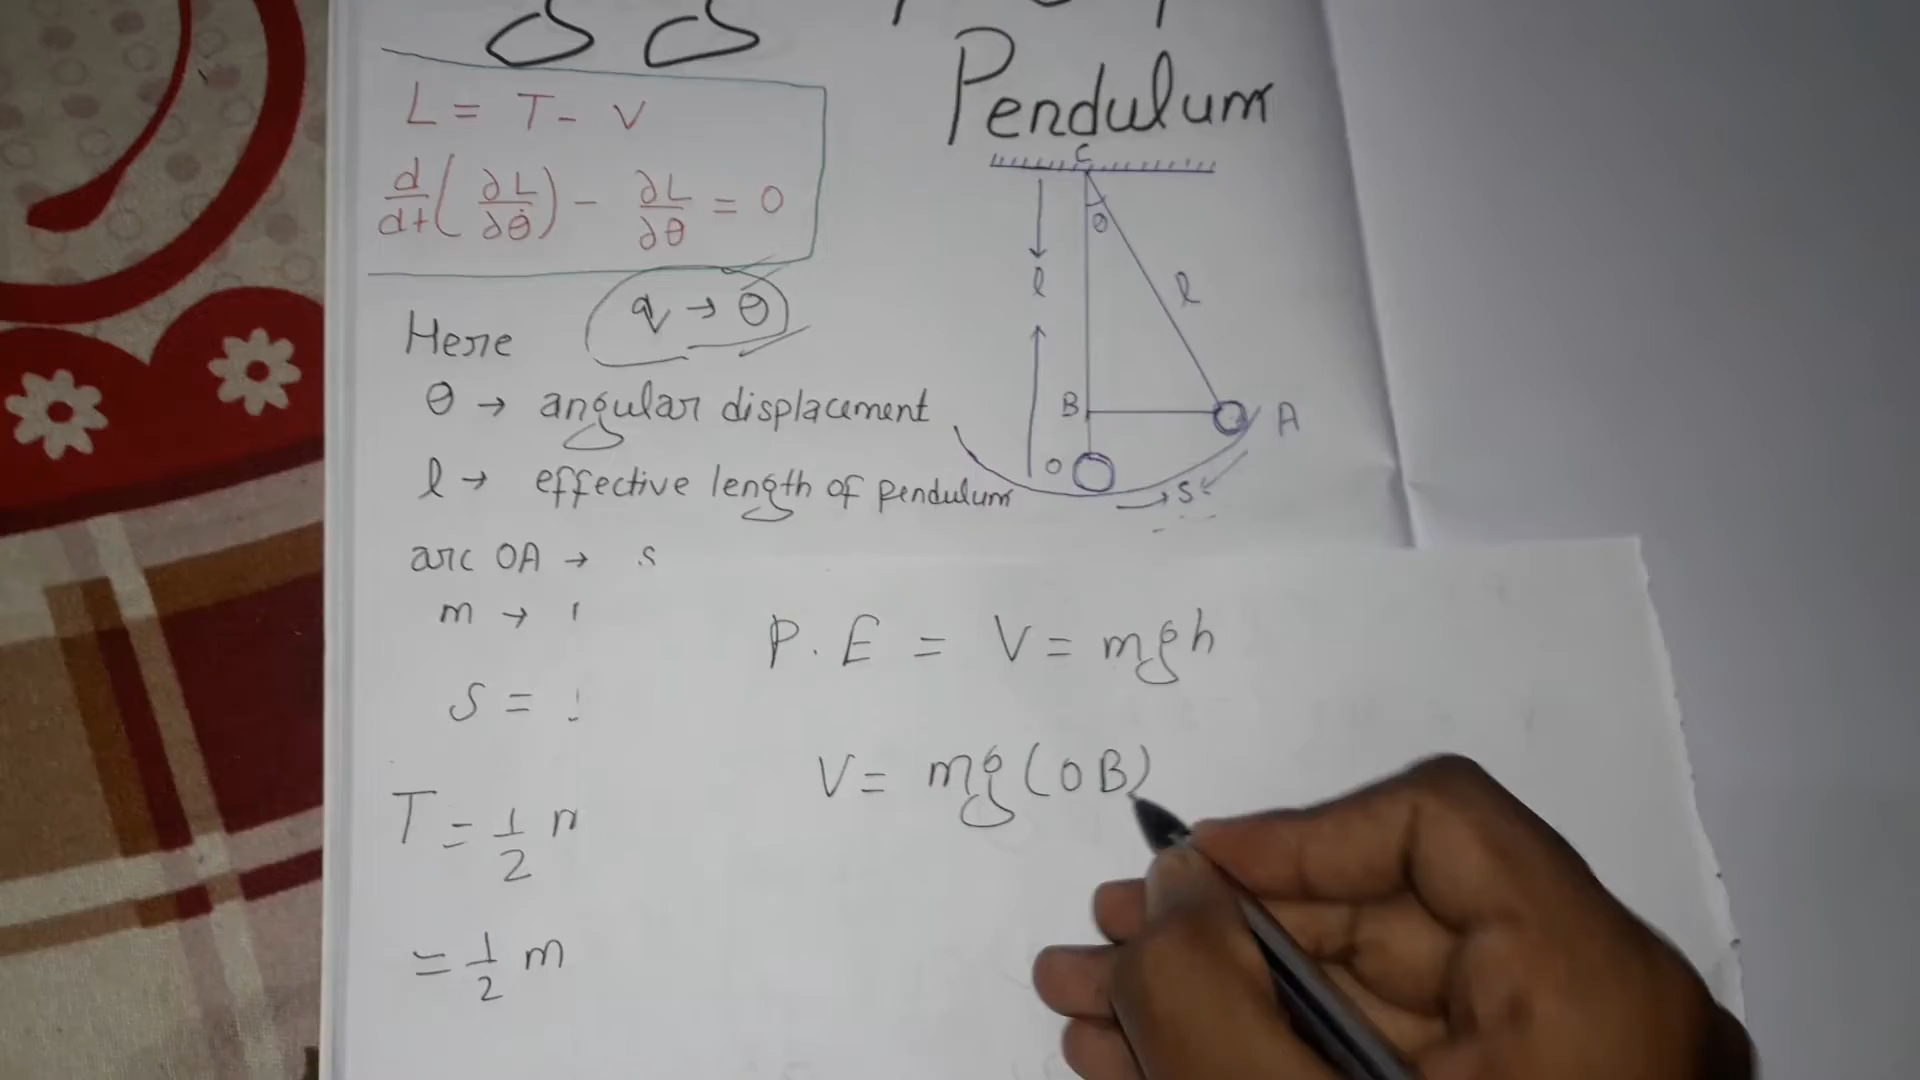 Pendulum
L = T - V
d/dt(∂L/∂θ̇) - ∂L/∂θ = 0
q → θ
Here
θ → angular displacement
l → effective length of pendulum
arc OA → s
m →
S =
T = 1/2
= 1/2 m
C
θ
l
l
B
A
O
S
P.E = V = mgh
V = mg(OB)